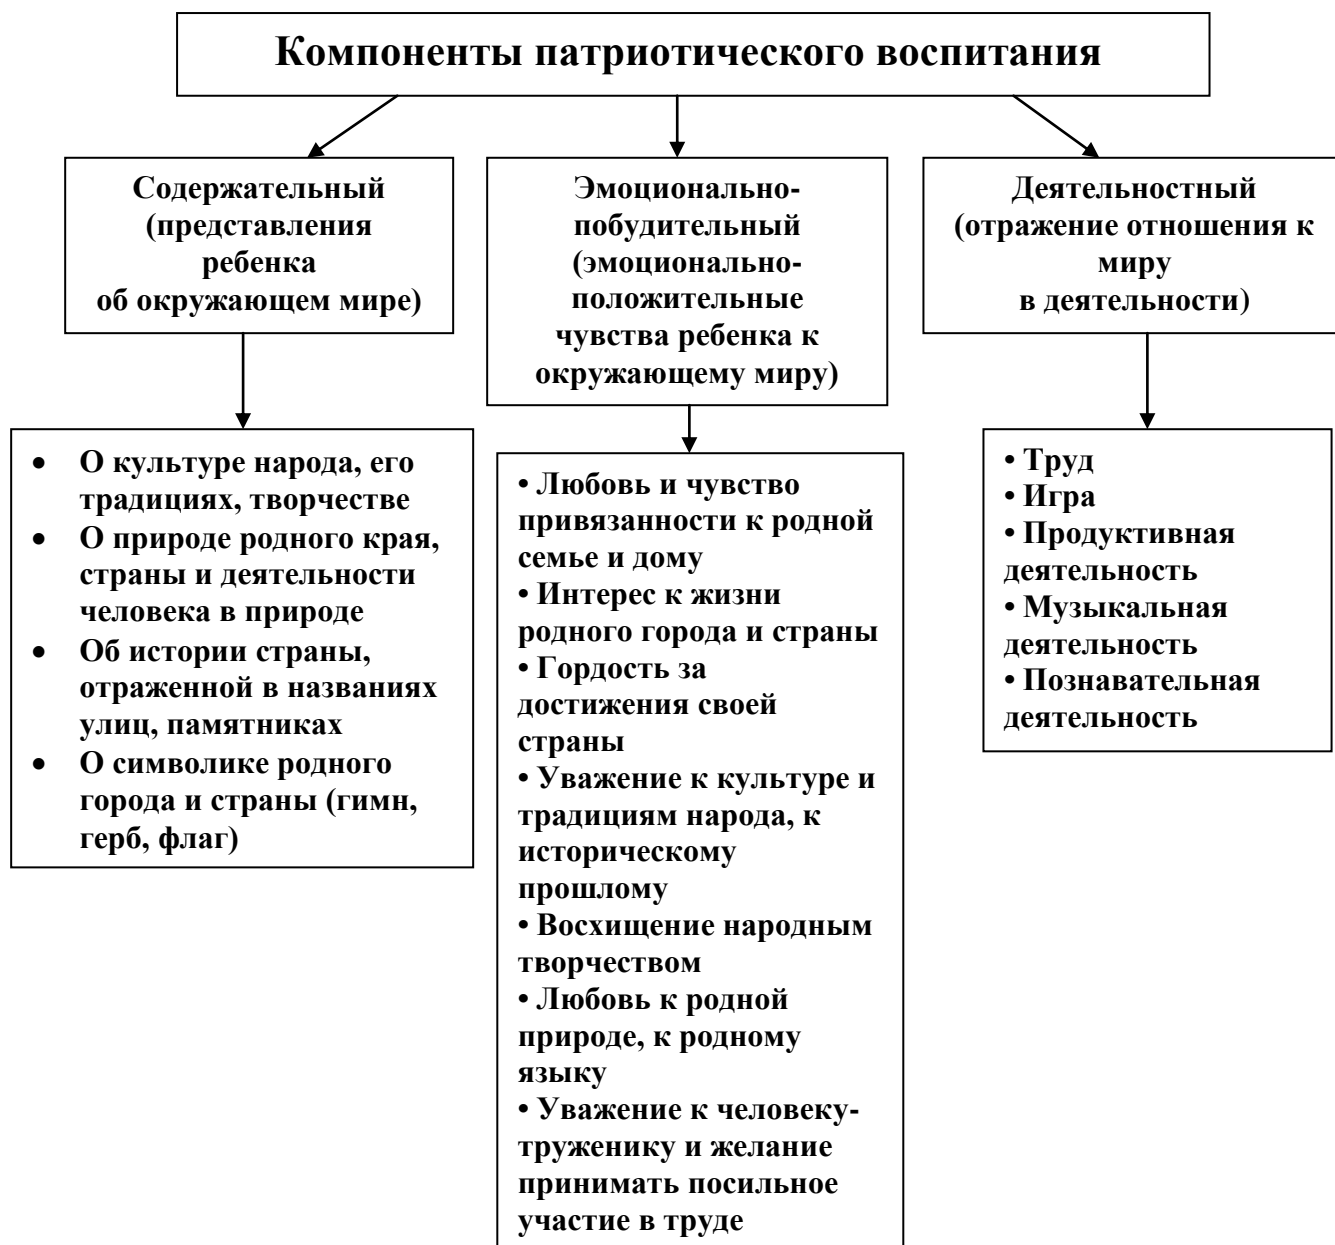 Компоненты патриотического воспитания
Содержательный
(представления
ребенка
об окружающем мире)
Эмоционально-
побудительный
(эмоционально-
положительные
чувства ребенка к
окружающему миру)
Деятельностный
(отражение отношения к
миру
в деятельности)
• О культуре народа, его
традициях, творчестве
• О природе родного края,
страны и деятельности
человека в природе
• Об истории страны,
отраженной в названиях
улиц, памятниках
• О символике родного
города и страны (гимн,
герб, флаг)
• Любовь и чувство
привязанности к родной
семье и дому
• Интерес к жизни
родного города и страны
• Гордость за
достижения своей
страны
• Уважение к культуре и
традициям народа, к
историческому
прошлому
• Восхищение народным
творчеством
• Любовь к родной
природе, к родному
языку
• Уважение к человеку-
труженику и желание
принимать посильное
участие в труде
• Труд
• Игра
• Продуктивная
деятельность
• Музыкальная
деятельность
• Познавательная
деятельность